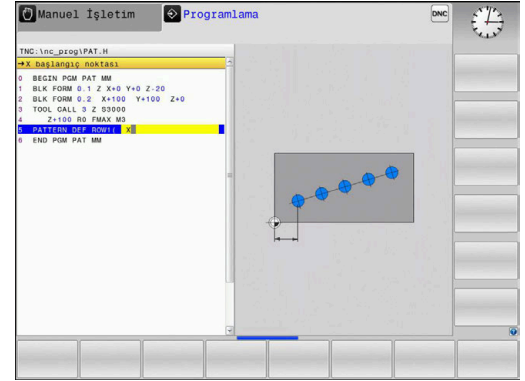 Manuel İşletim
Programlama
DNC
TNC:\nc_prog\PAT.H
→X başlangıç noktası
0 BEGIN PGM PAT MM
1 BLK FORM 0.1 Z X+0 Y+0 Z-20
2 BLK FORM 0.2 X+100 Y+100 Z+0
3 TOOL CALL 3 Z S3000
4 Z+100 R0 FMAX M3
5 PATTERN DEF ROW1( X
6 END PGM PAT MM